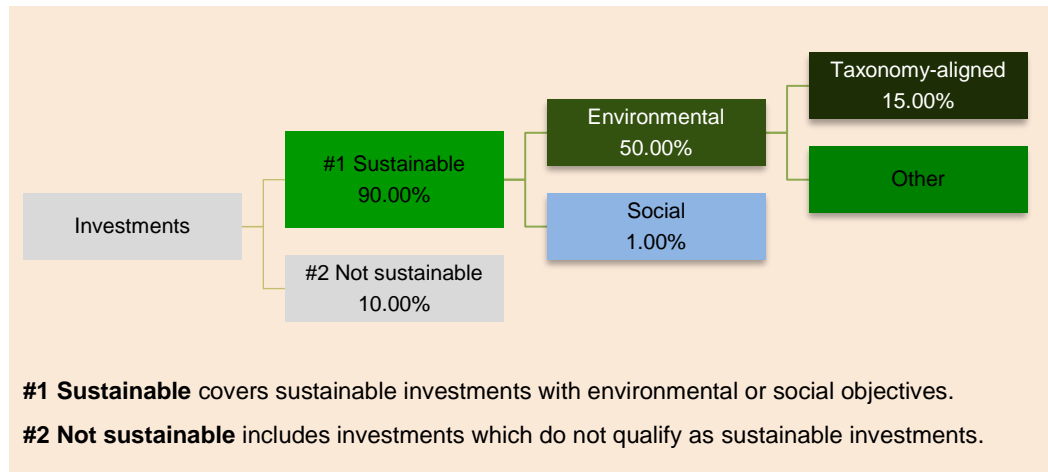 Taxonomy-aligned
15.00%
Environmental
50.00%
#1 Sustainable
90.00%
Other
Investments
Social
1.00%
#2 Not sustainable
10.00%
#1 Sustainable covers sustainable investments with environmental or social objectives.
#2 Not sustainable includes investments which do not qualify as sustainable investments.